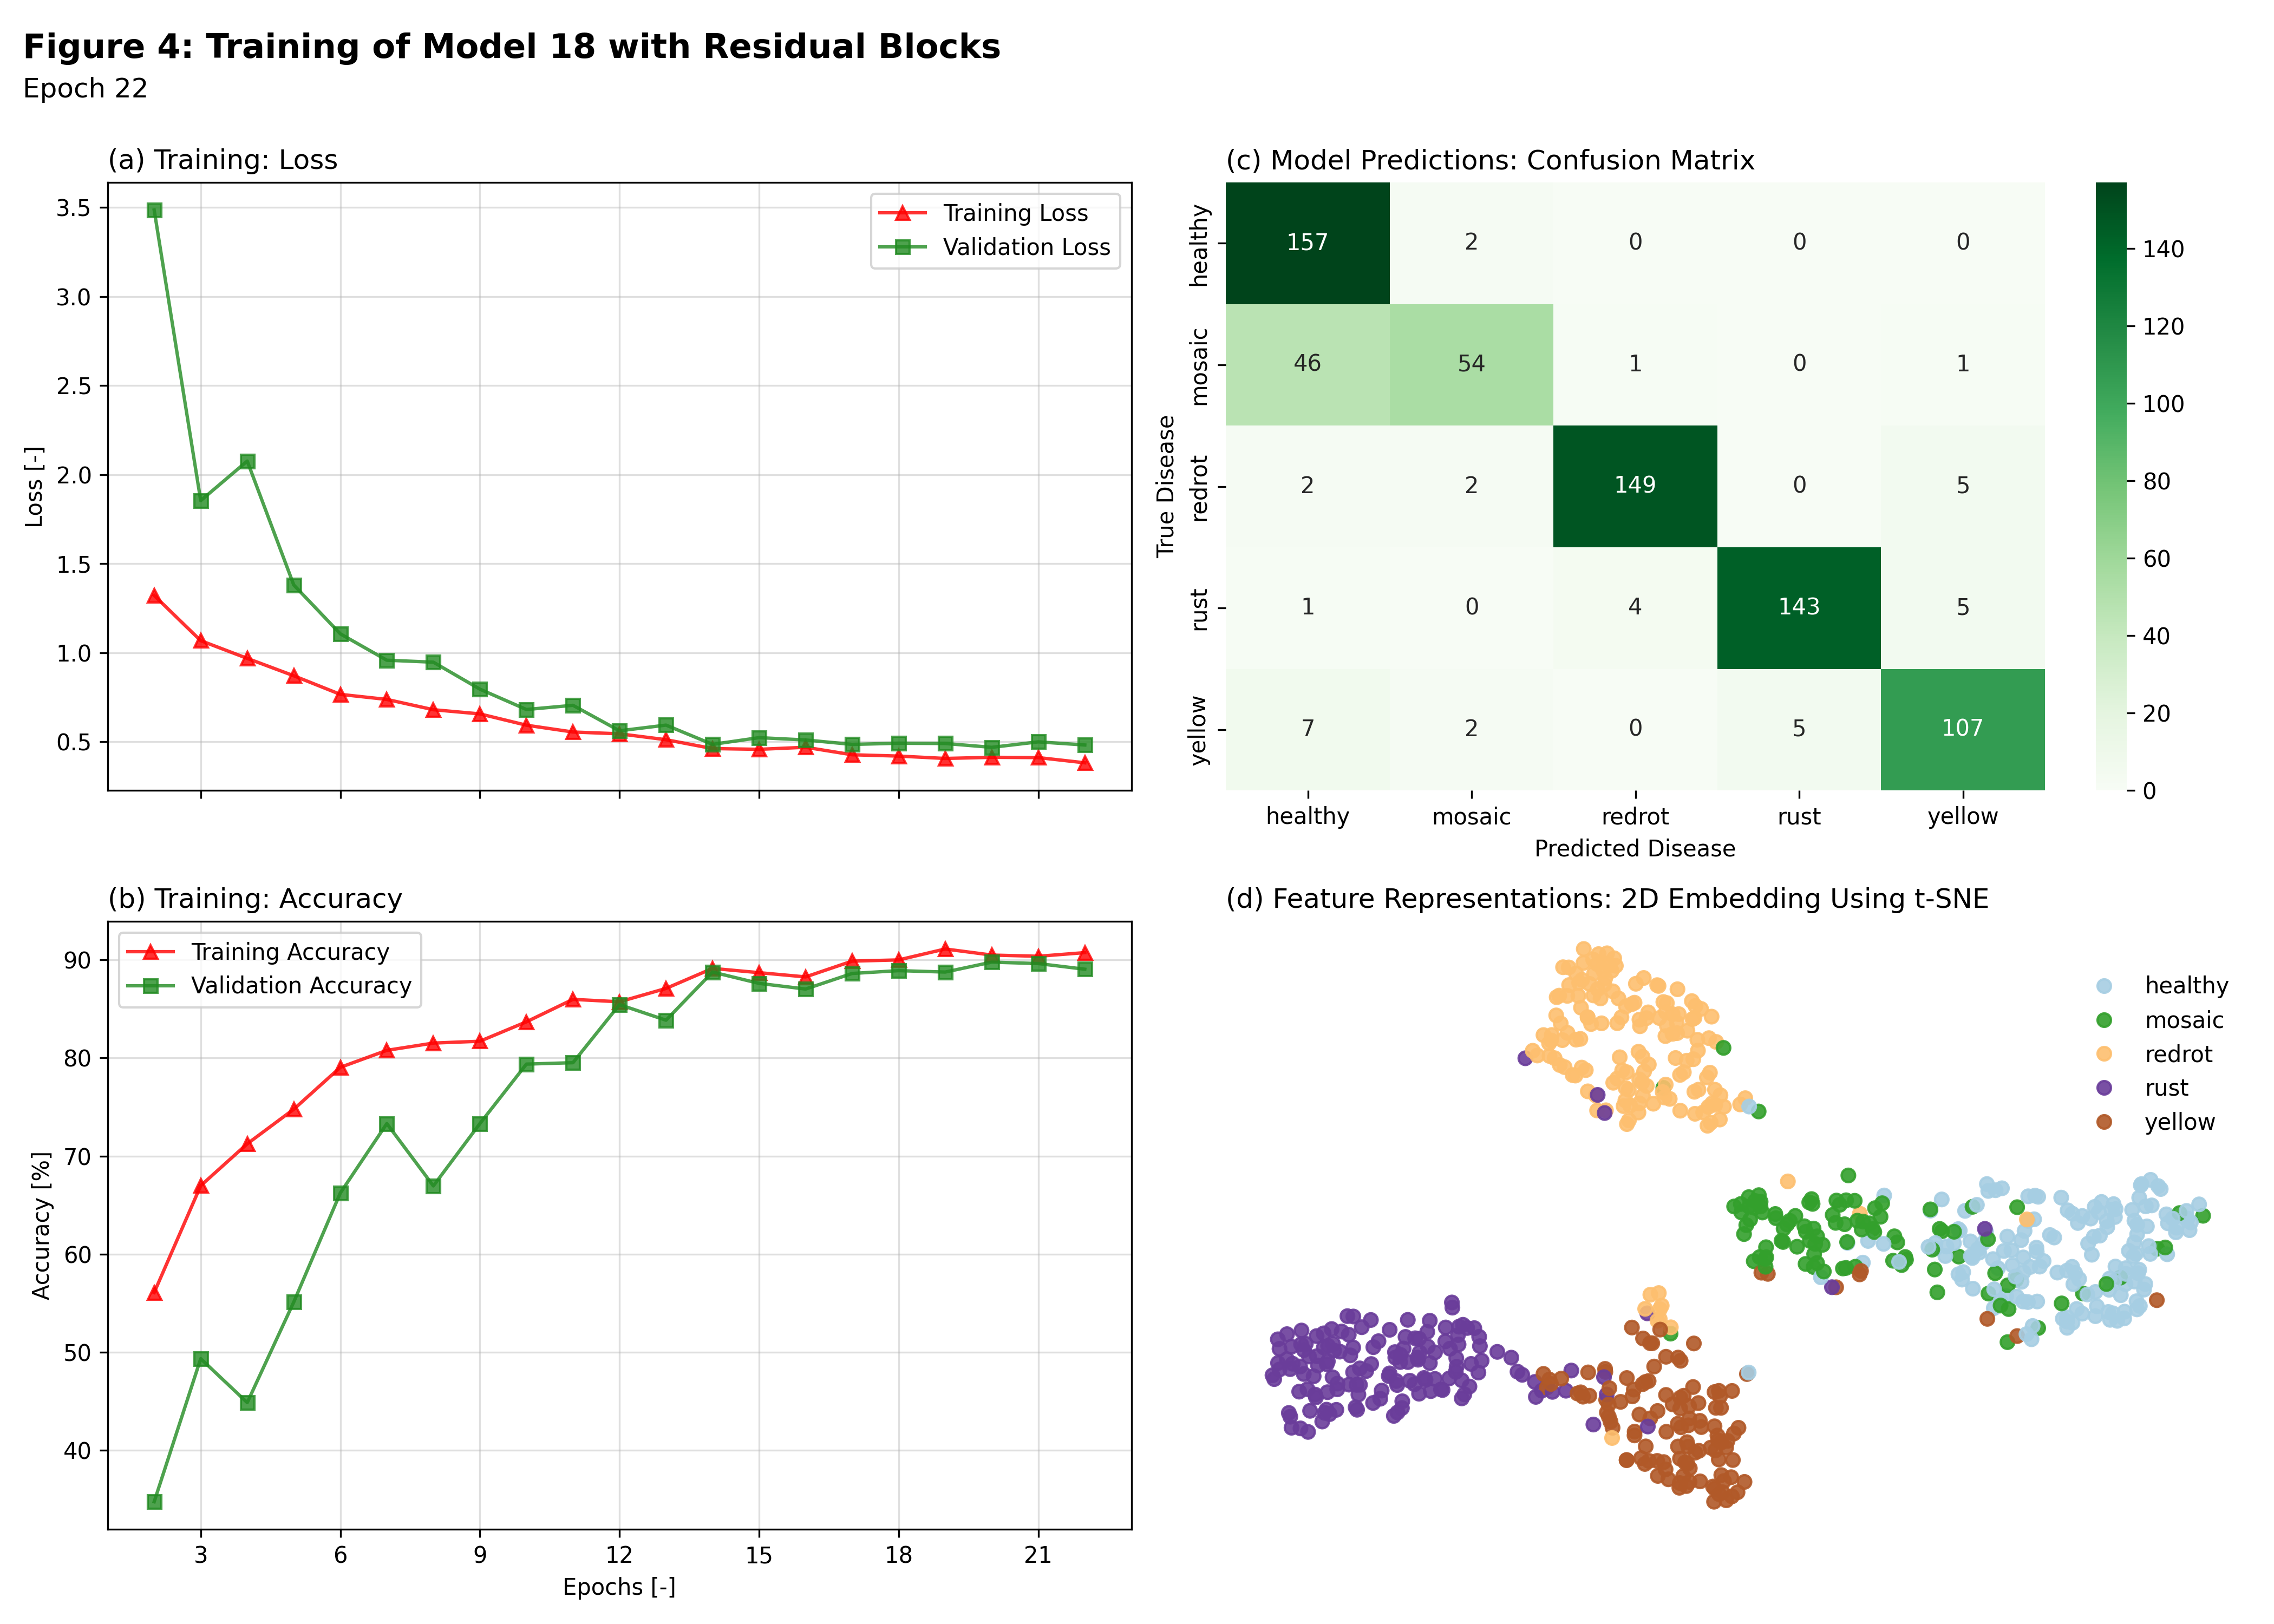 Figure 4: Training of Model 18 with Residual Blocks
Epoch 22
(a) Training: Loss
3.5
3.0
2.5
2.0
1.5
1.0
0.5
Loss [-]
Training Loss
Validation Loss
(b) Training: Accuracy
90
80
70
60
50
40
Accuracy [%]
Training Accuracy
Validation Accuracy
3 6 9 12 15 18 21
Epochs [-]
(c) Model Predictions: Confusion Matrix
True Disease
healthy 157 2 0 0 0
mosaic 46 54 1 0 1
redrot 2 2 149 0 5
rust 1 0 4 143 5
yellow 7 2 0 5 107
healthy mosaic redrot rust yellow
Predicted Disease
140
120
100
80
60
40
20
0
(d) Feature Representations: 2D Embedding Using t-SNE
healthy
mosaic
redrot
rust
yellow